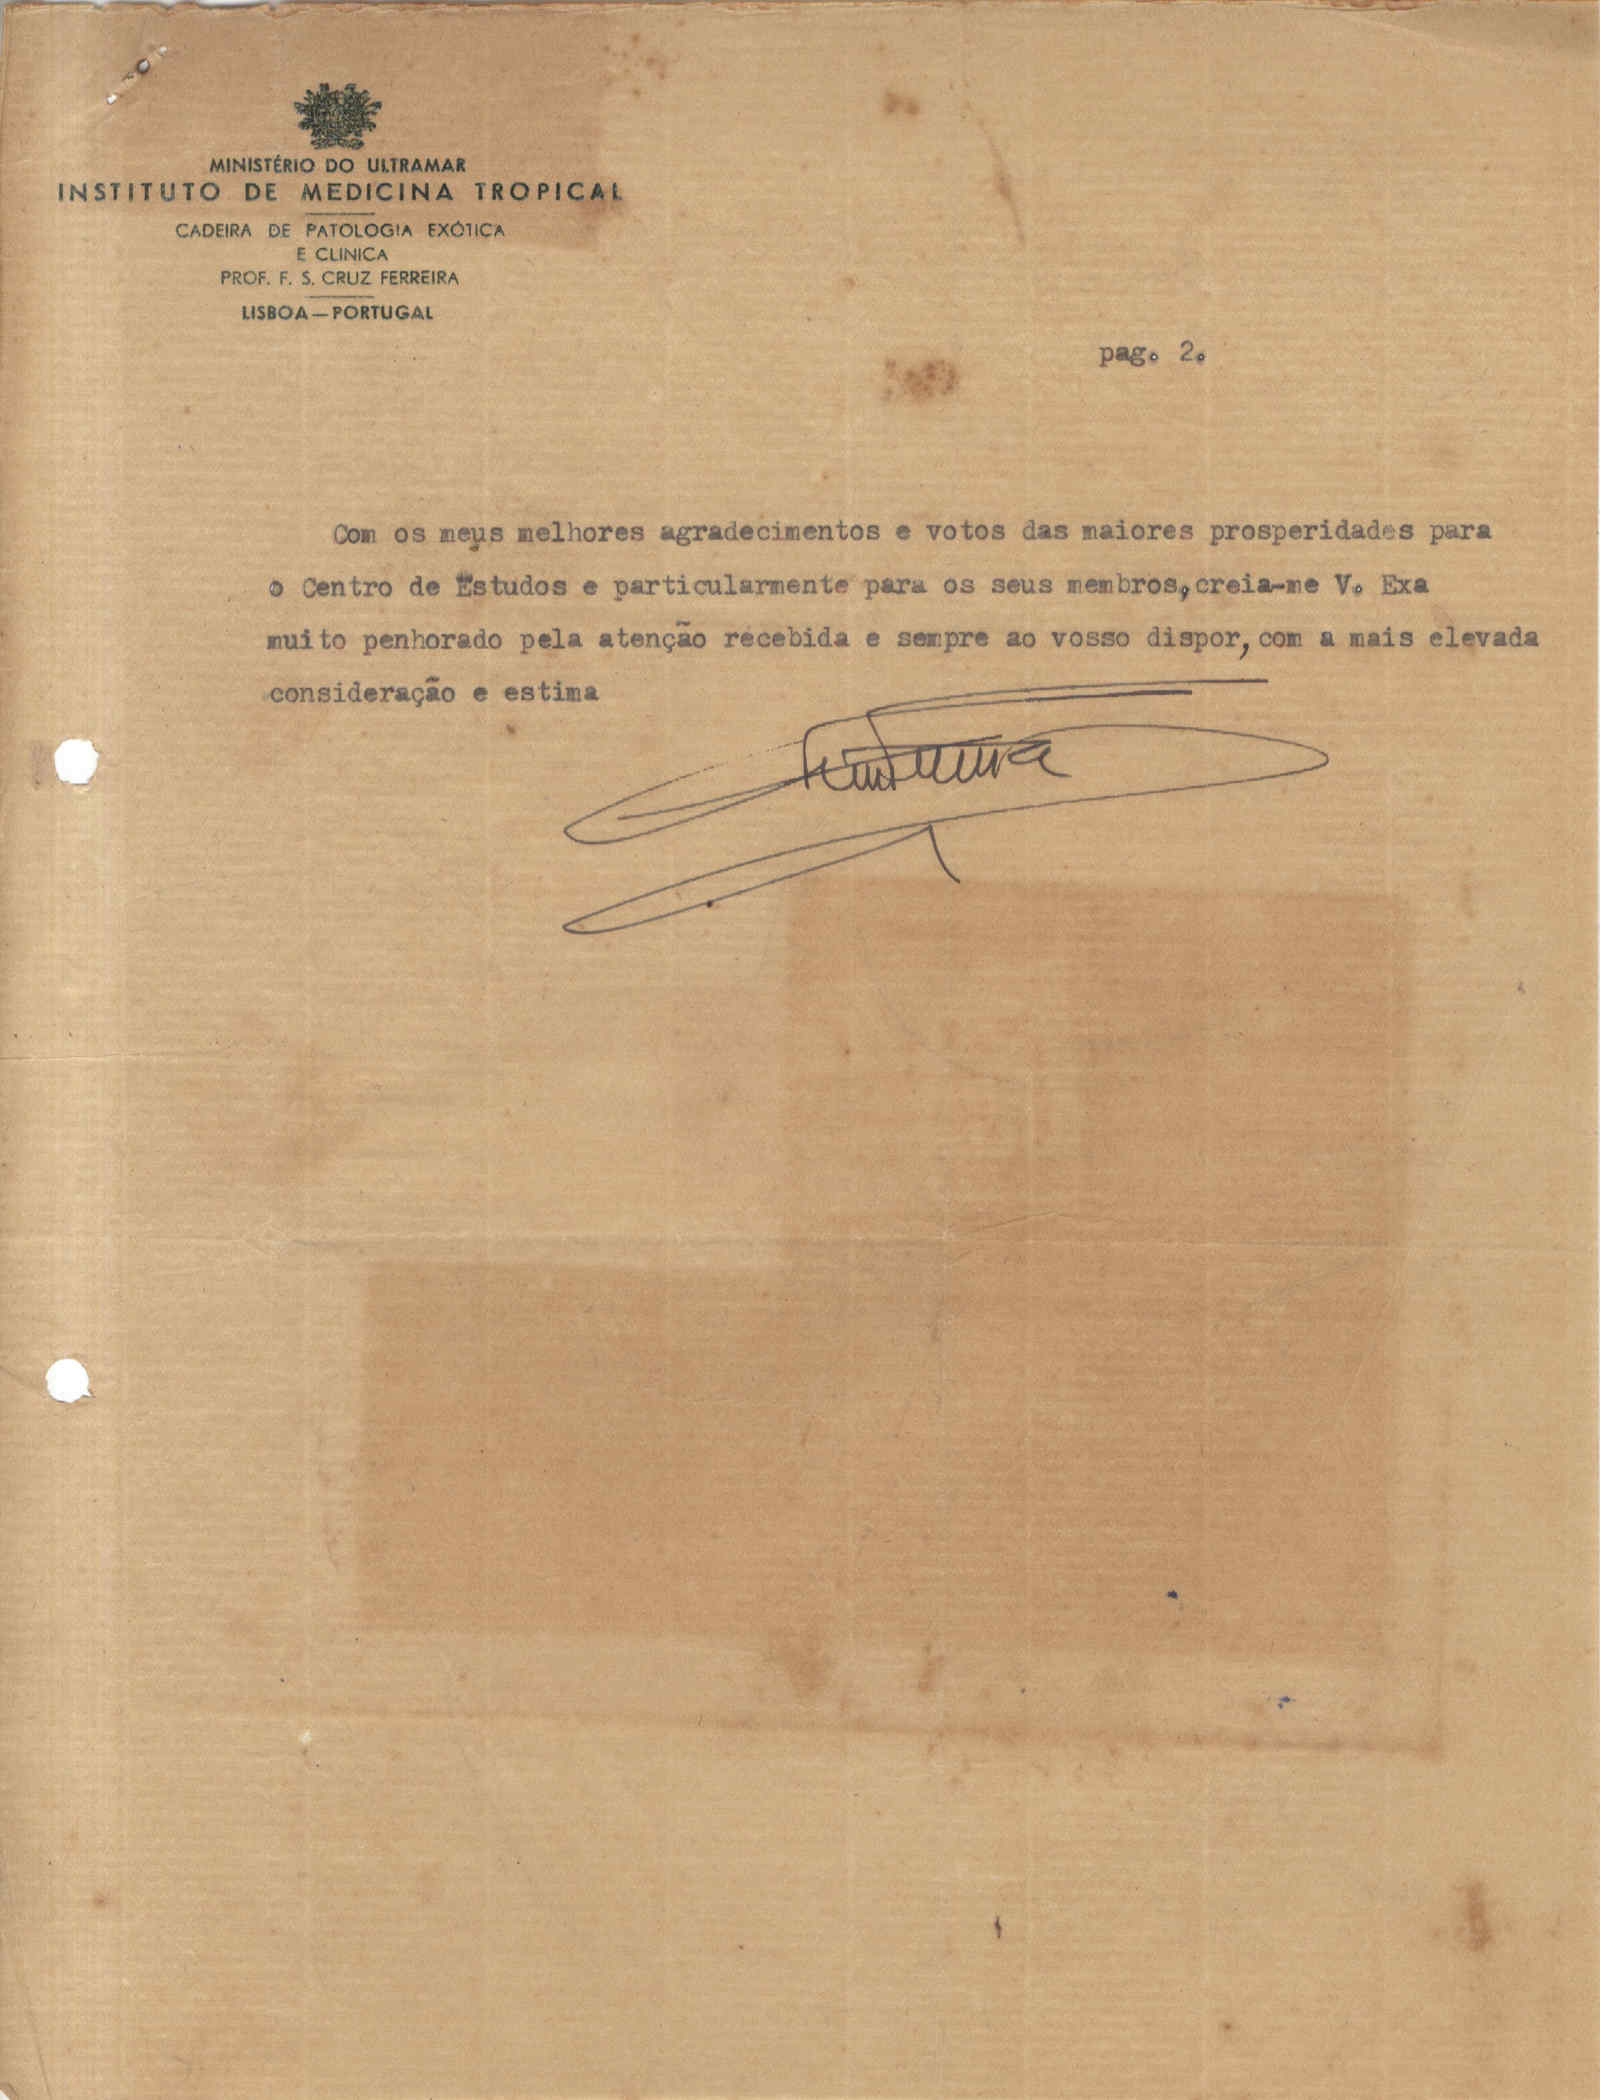 MINISTÉRIO DO ULTRAMAR
INSTITUTO DE MEDICINA TROPICAL
CADEIRA DE PATOLOGIA EXÓTICA
E CLINICA
PROF. F. S. CRUZ FERREIRA
LISBOA—PORTUGAL
pag. 2.
Com os meus melhores agradecimentos e votos das maiores prosperidades para
o Centro de Estudos e particularmente para os seus membros,creia-me V. Exa
muito penhorado pela atenção recebida e sempre ao vosso dispor,com a mais elevada
consideração e estima